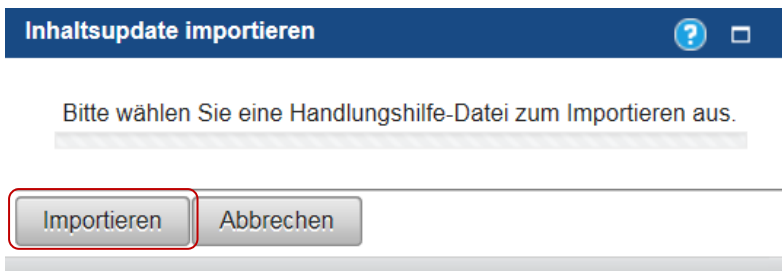 Inhaltsupdate importieren
?
Bitte wählen Sie eine Handlungshilfe-Datei zum Importieren aus.
Importieren Abbrechen